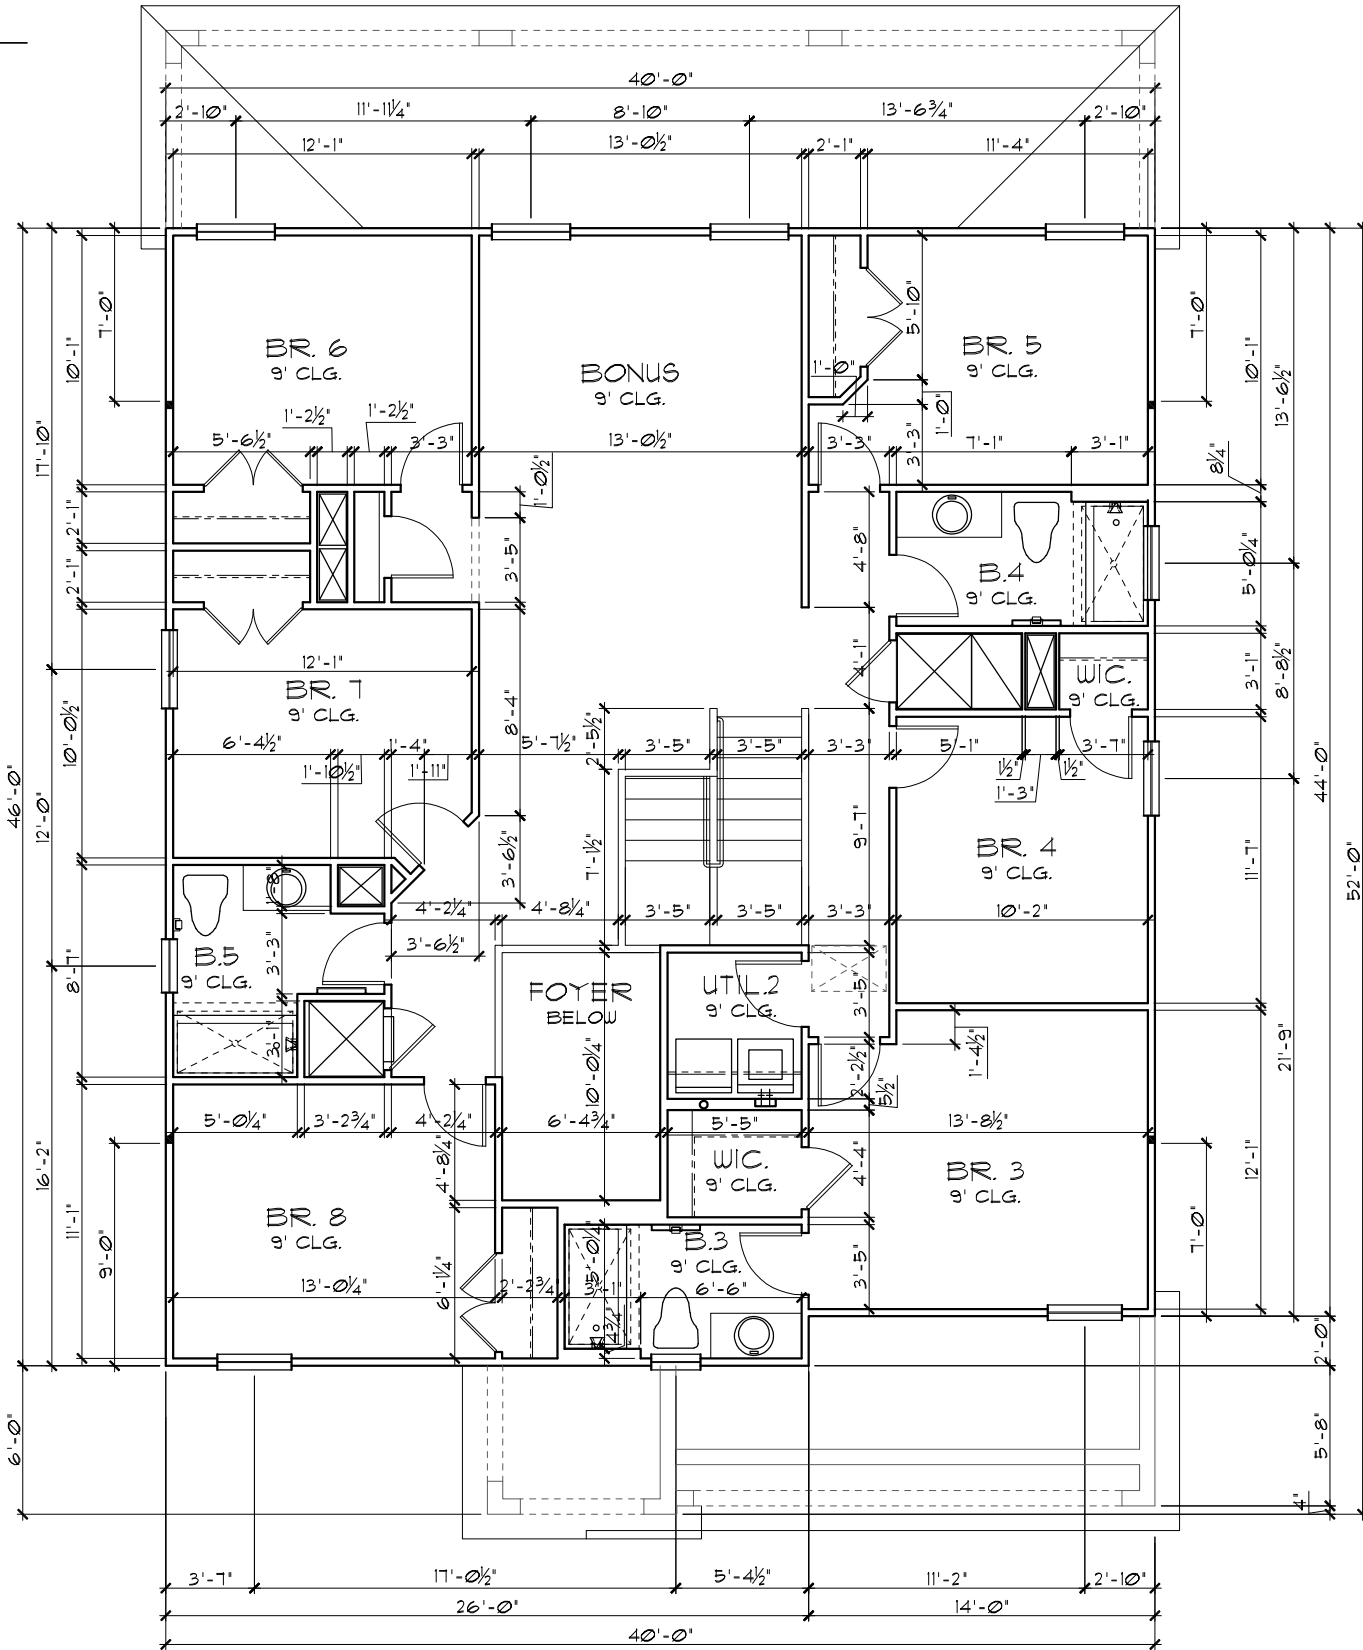 40'-0"
2'-10" 11'-11¼" 8'-10" 13'-6¾" 2'-10"
12'-1" 13'-0½" 2'-1" 11'-4"
7'-0"
5'-10"
7'-0"
10'-1"
10'-1"
13'-6½"
BR. 6
9' CLG.
BONUS
9' CLG.
BR. 5
9' CLG.
1'-0"
1'-0"
1'-2½" 1'-2½"
17'-10"
5'-6½" 3'-3" 13'-0½" 3'-3" 3'-3" 7'-1" 3'-1"
8¼"
1'-0½"
2'-1"
3'-5"
4'-8"
5'-0¼"
2'-1"
B.4
9' CLG.
12'-1"
4'-1"
3'-1"
8'-8½"
BR. 7
9' CLG.
WIC.
9' CLG.
8'-4"
10'-0½"
2'-5½"
6'-4½" 1'-4" 5'-7½" 3'-5" 3'-5" 3'-3" 5'-1" 3'-7"
1'-10½" 1'-11" 1½" 1½"
1'-3"
46'-0"
12'-0"
44'-0"
9'-7"
7'-1½"
3'-6½"
BR. 4
9' CLG.
11'-7"
52'-0"
1'-8"
4'-2¼" 4'-8¼" 3'-5" 3'-5" 3'-3" 10'-2"
3'-6½"
B.5
9' CLG.
3'-3"
8'-7"
FOYER
BELOW
UTIL.2
9' CLG.
3'-5"
3'-1"
1'-4½"
21'-9"
10'-0¼"
2'-2½"
5½"
5'-0¼" 3'-2¾" 4'-2¼" 6'-4¾" 5'-5" 13'-8½"
16'-2"
4'-8¼"
4'-4"
12'-1"
WIC.
9' CLG.
BR. 3
9' CLG.
11'-1"
9'-0"
BR. 8
9' CLG.
7'-0"
6'-1¼"
5'-0¼"
B.3
9' CLG.
3'-5"
13'-0¼" 2'-2¾" 3'-1" 6'-6"
4¾"
2'-0"
6'-0"
5'-8"
4"
3'-7" 17'-0½" 5'-4½" 11'-2" 2'-10"
26'-0" 14'-0"
40'-0"